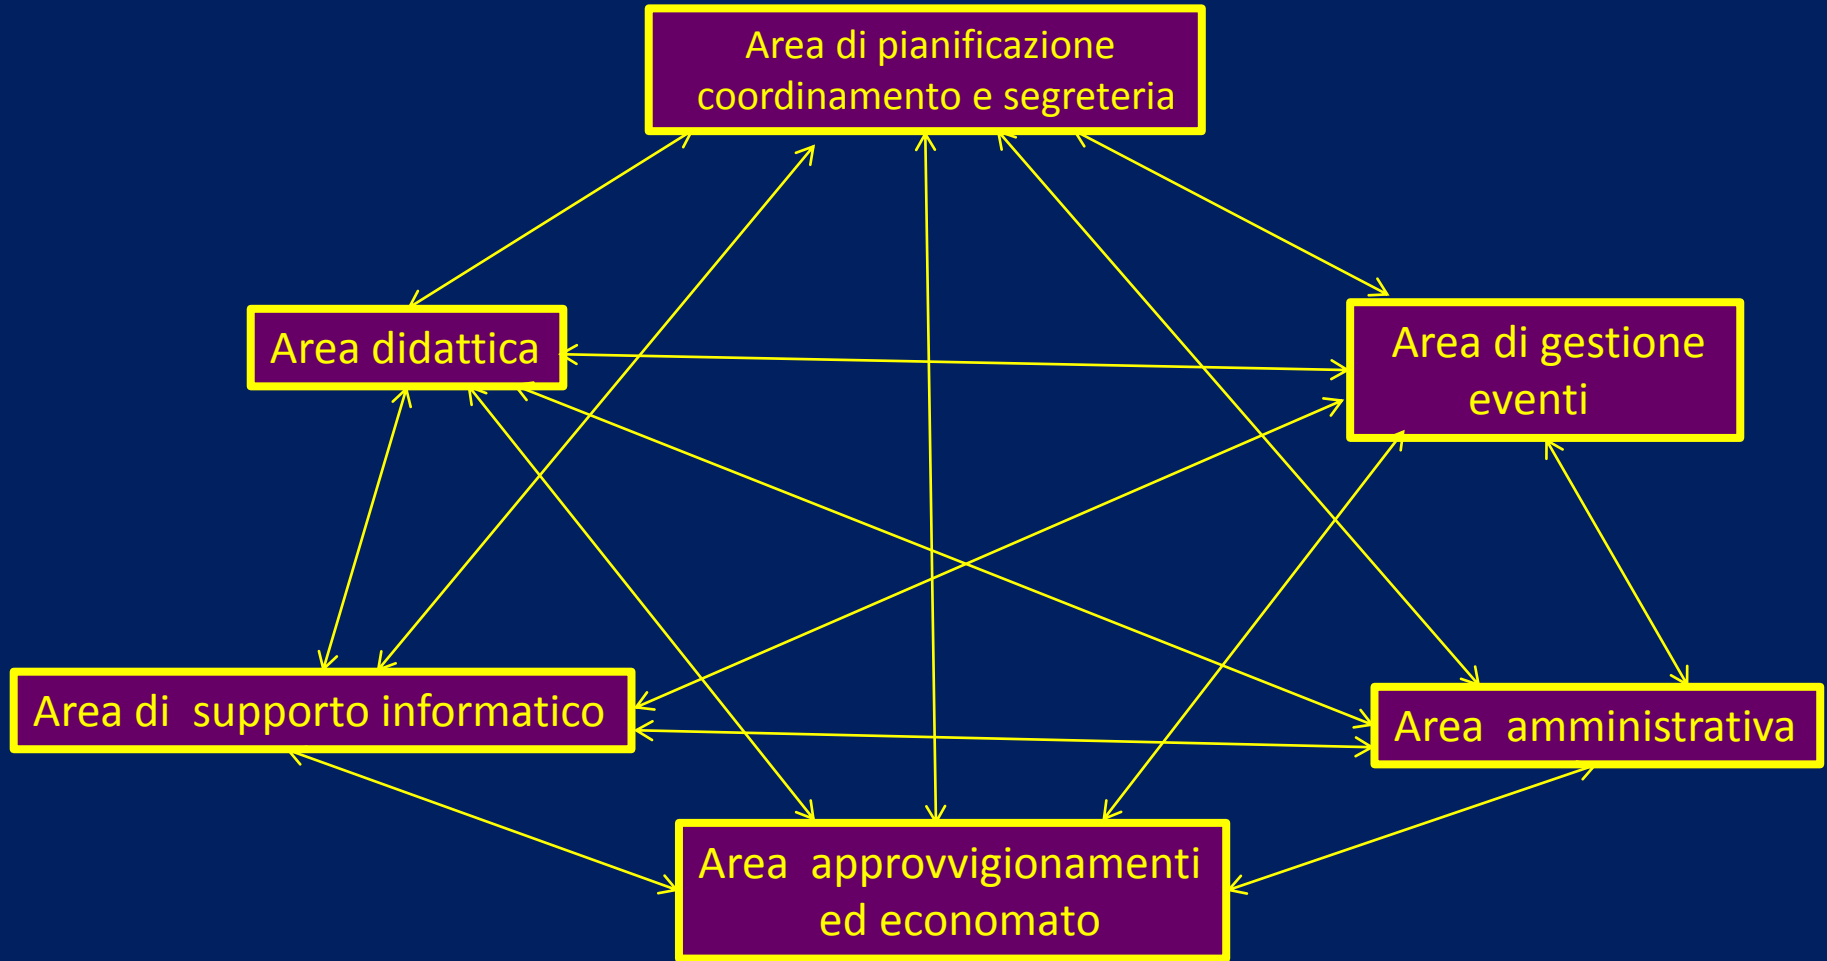 Area di pianificazione
coordinamento e segreteria
Area didattica
Area di gestione
eventi
Area di  supporto informatico
Area  amministrativa
Area  approvvigionamenti
ed economato